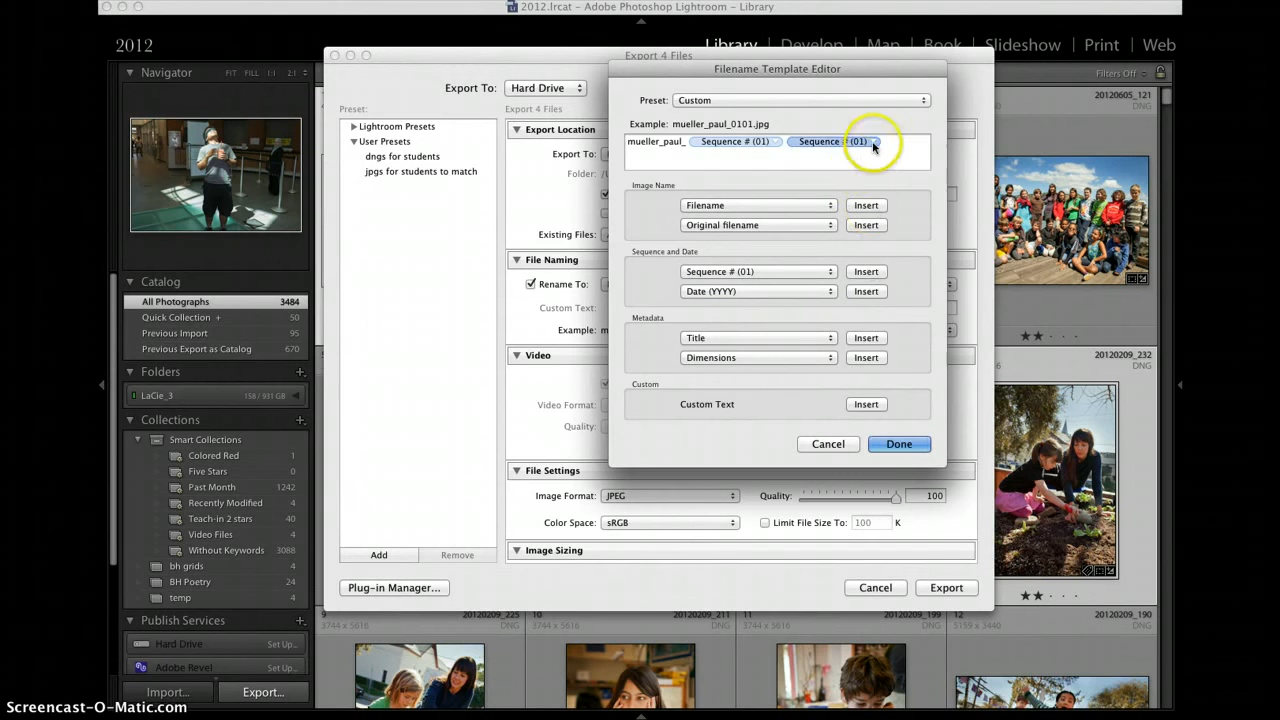 2012.lrcat - Adobe Photoshop Lightroom - Library
2012
Library | Develop | Map | Book | Slideshow | Print | Web
Navigator FIT FILL 1:1 2:1
Filters Off
Catalog
All Photographs 3484
Quick Collection + 50
Previous Import 95
Previous Export as Catalog 670
Folders
LaCie_3 158 / 931 GB
Collections
Smart Collections
Colored Red 1
Five Stars 0
Past Month 1242
Recently Modified 4
Teach-in 2 stars 40
Video Files 4
Without Keywords 3088
bh grids 6
BH Poetry 24
temp 4
Publish Services
Hard Drive Set Up...
Adobe Revel Set Up...
Import... Export...
Export 4 Files
Export To: Hard Drive
Preset:
Lightroom Presets
User Presets
dngs for students
jpgs for students to match
Add Remove
Plug-in Manager...
Export 4 Files
Export Location
Export To:
Folder:
Existing Files:
File Naming
Rename To:
Custom Text:
Example:
Video
Video Format:
Quality:
File Settings
Image Format: JPEG Quality: 100
Color Space: sRGB Limit File Size To: 100 K
Image Sizing
Cancel Export
Filename Template Editor
Preset: Custom
Example: mueller_paul_0101.jpg
mueller_paul_ Sequence # (01) Sequence # (01)
Image Name
Filename Insert
Original filename Insert
Sequence and Date
Sequence # (01) Insert
Date (YYYY) Insert
Metadata
Title Insert
Dimensions Insert
Custom
Custom Text Insert
Cancel Done
20120605_121
DNG
20120209_232
DNG
9 20120209_225
3744 x 5616 DNG
10 20120209_211
3744 x 5616 DNG
11 20120209_199
3744 x 5616 DNG
12 20120209_190
5159 x 3440 DNG
Screencast-O-Matic.com